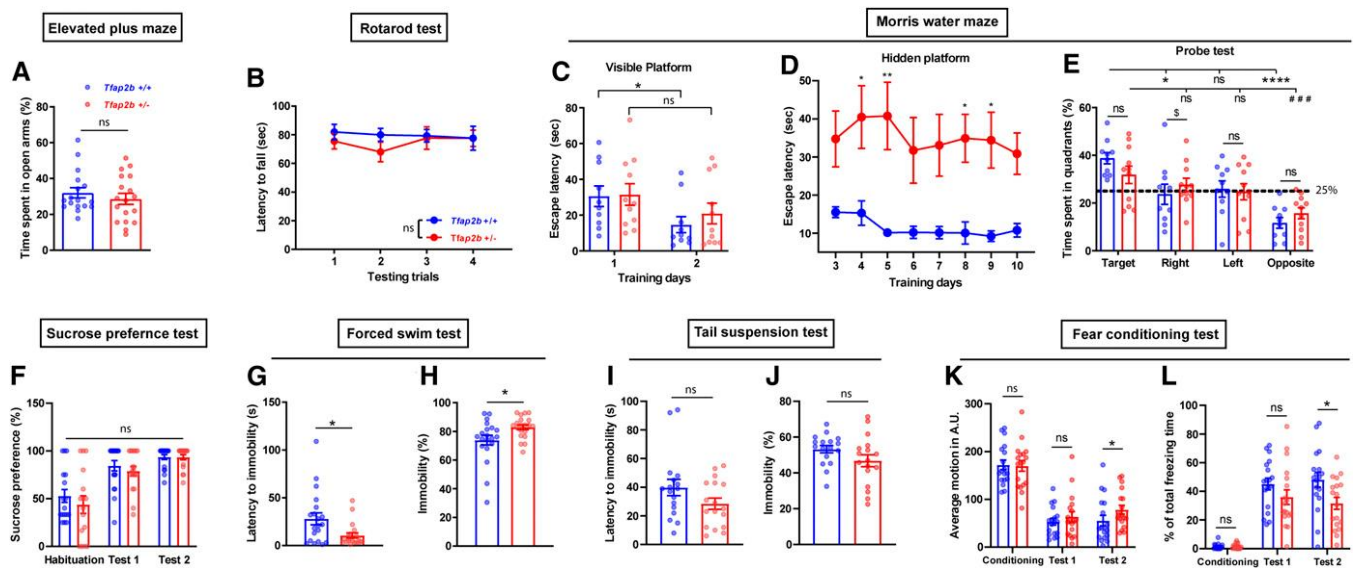 Elevated plus maze
Rotarod test
Morris water maze
A
Tfap2b +/+
Tfap2b +/-
Time spent in open arms (%)
80
60
40
20
0
ns
B
Latency to fall (sec)
100
80
60
40
20
0
ns
Tfap2b +/+
Tfap2b +/-
1 2 3 4
Testing trials
C
Visible Platform
Escape latency (sec)
80
60
40
20
0
*
ns
1 2
Training days
D
Hidden platform
Escape latency (sec)
60
50
40
30
20
10
* ** * *
3 4 5 6 7 8 9 10
Training days
E
Probe test
Time spent in quadrants (%)
80
60
40
20
0
* ns ****
ns ns ###
ns $ ns ns
25%
Target Right Left Opposite
Sucrose prefernce test
Forced swim test
Tail suspension test
Fear conditioning test
F
Sucrose preference (%)
150
100
50
0
ns
Habituation Test 1 Test 2
G
Latency to immobility (s)
150
100
50
0
*
H
Immobility (%)
150
100
50
0
*
I
Latency to immobility (s)
100
80
60
40
20
0
ns
J
Immobility (%)
80
60
40
20
0
ns
K
Average motion in A.U.
400
300
200
100
0
ns
ns
*
Conditioning Test 1 Test 2
L
% of total freezing time
100
80
60
40
20
0
ns
ns
*
Conditioning Test 1 Test 2